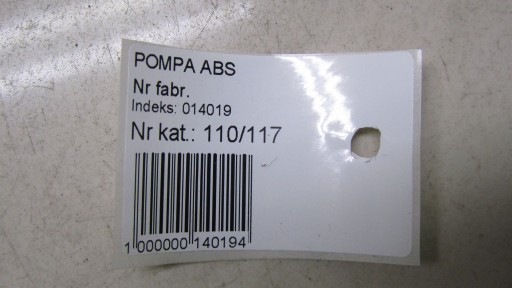 POMPA ABS
Nr fabr.
Indeks: 014019
Nr kat.: 110/117
1 000000 140194